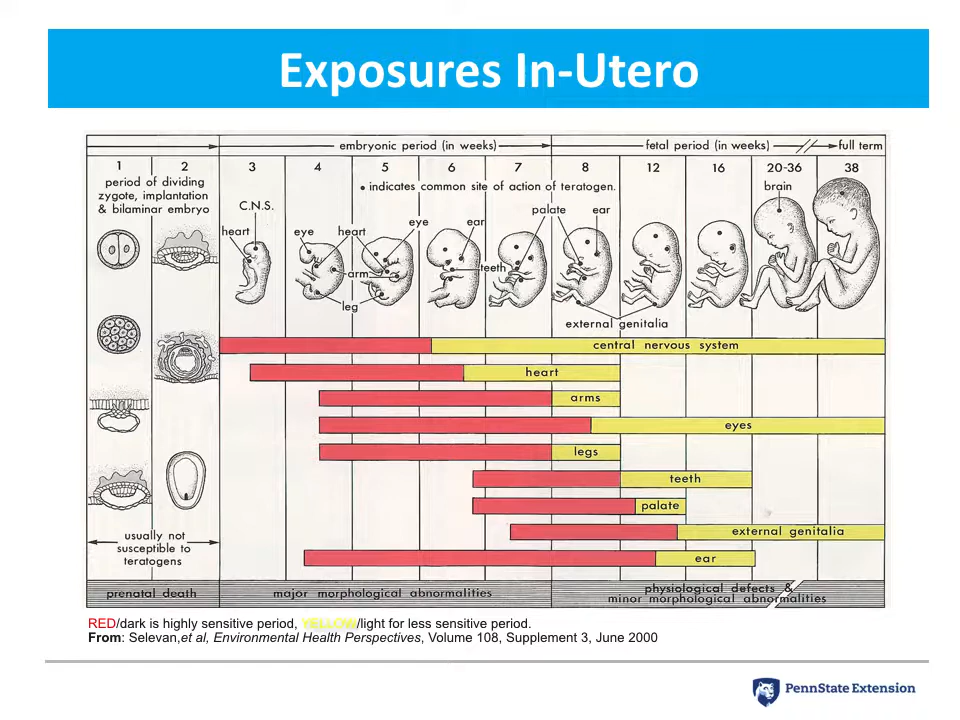 Exposures In-Utero
embryonic period (in weeks)
fetal period (in weeks)
full term
1
2
3
4
5
6
7
8
12
16
20-36
38
period of dividing
zygote, implantation
& bilaminar embryo
• indicates common site of action of teratogen.
C.N.S.
heart
eye
heart
arm
leg
eye
ear
teeth
palate
ear
brain
external genitalia
central nervous system
heart
arms
eyes
legs
teeth
palate
external genitalia
ear
usually not
susceptible to
teratogens
prenatal death
major morphological abnormalities
physiological defects &
minor morphological abnormalities
RED/dark is highly sensitive period, YELLOW/light for less sensitive period.
From: Selevan,et al, Environmental Health Perspectives, Volume 108, Supplement 3, June 2000
PennState Extension